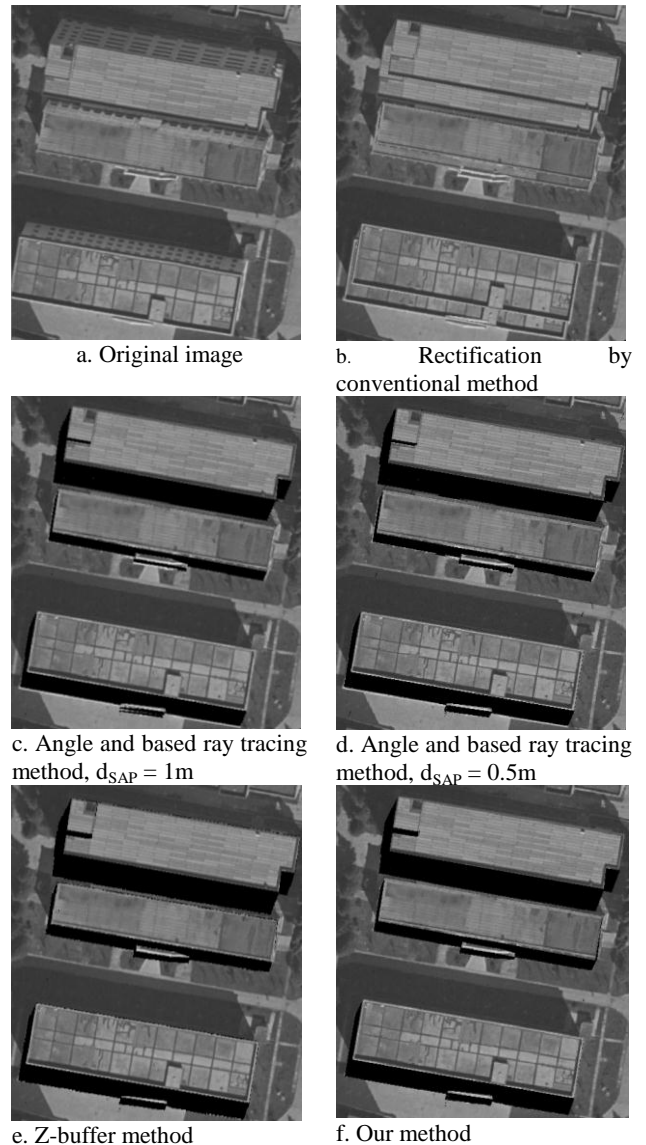 a. Original image
b. Rectification by
conventional method
c. Angle and based ray tracing
method, dSAP = 1m
d. Angle and based ray tracing
method, dSAP = 0.5m
e. Z-buffer method
f. Our method